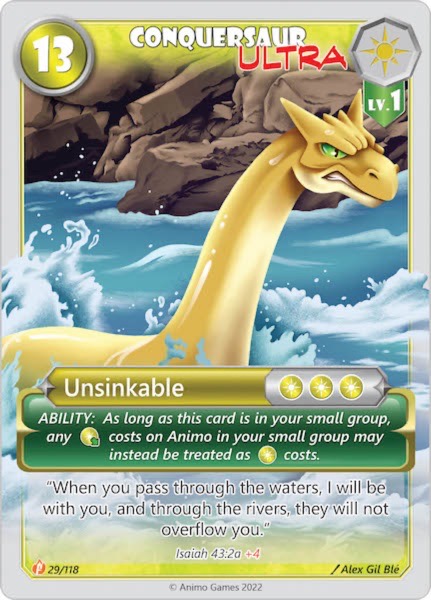 13
CONQUERSAUR
ULTRA
LV.1
Unsinkable
ABILITY: As long as this card is in your small group,
any costs on Animo in your small group may
instead be treated as costs.
“When you pass through the waters, I will be
with you, and through the rivers, they will not
overflow you.”
Isaiah 43:2a +4
29/118
Alex Gil Ble
© Animo Games 2022